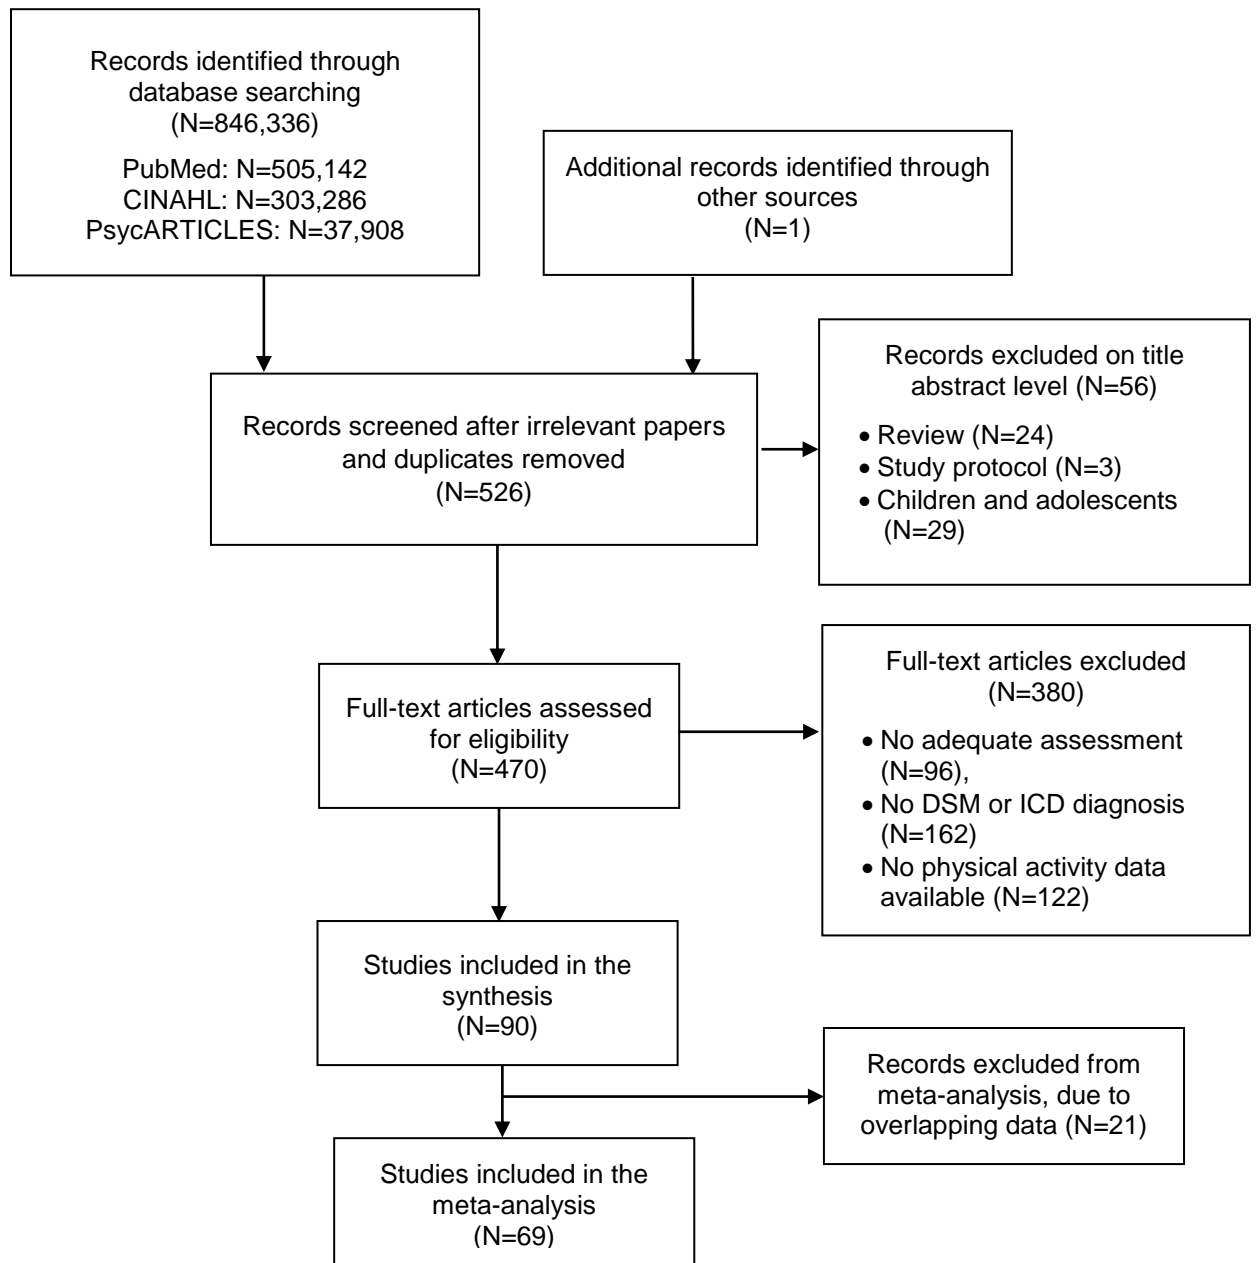 Records identified through
database searching
(N=846,336)
PubMed: N=505,142
CINAHL: N=303,286
PsycARTICLES: N=37,908
Additional records identified through
other sources
(N=1)
Records screened after irrelevant papers
and duplicates removed
(N=526)
Records excluded on title
abstract level (N=56)
• Review (N=24)
• Study protocol (N=3)
• Children and adolescents
(N=29)
Full-text articles assessed
for eligibility
(N=470)
Full-text articles excluded
(N=380)
• No adequate assessment
(N=96),
• No DSM or ICD diagnosis
(N=162)
• No physical activity data
available (N=122)
Studies included in the
synthesis
(N=90)
Records excluded from
meta-analysis, due to
overlapping data (N=21)
Studies included in the
meta-analysis
(N=69)